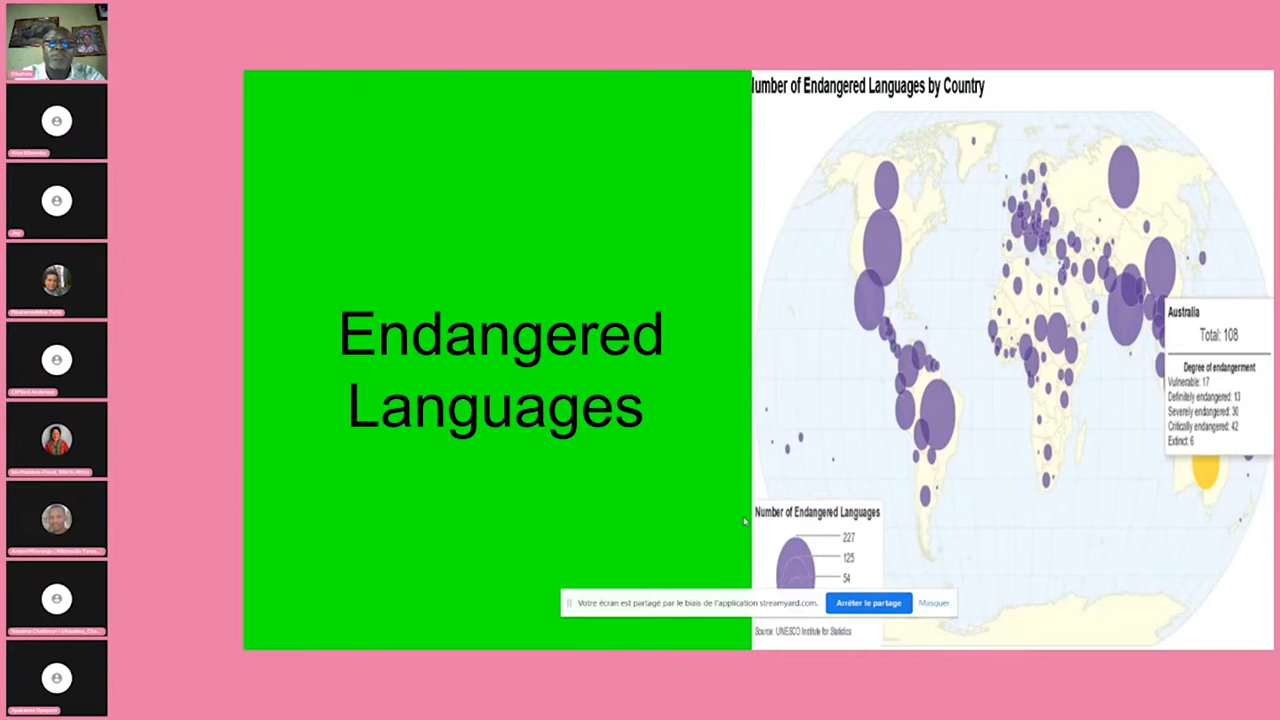 Endangered
Languages
Number of Endangered Languages by Country
Australia
Total: 108
Degree of endangerment
Vulnerable: 17
Definitely endangered: 13
Severely endangered: 30
Critically endangered: 42
Extinct: 6
Number of Endangered Languages
227
125
54
Votre écran est partagé par le biais de l'application streamyard.com.
Arrêter le partage
Masquer
Source: UNESCO Institute for Statistics
Joy